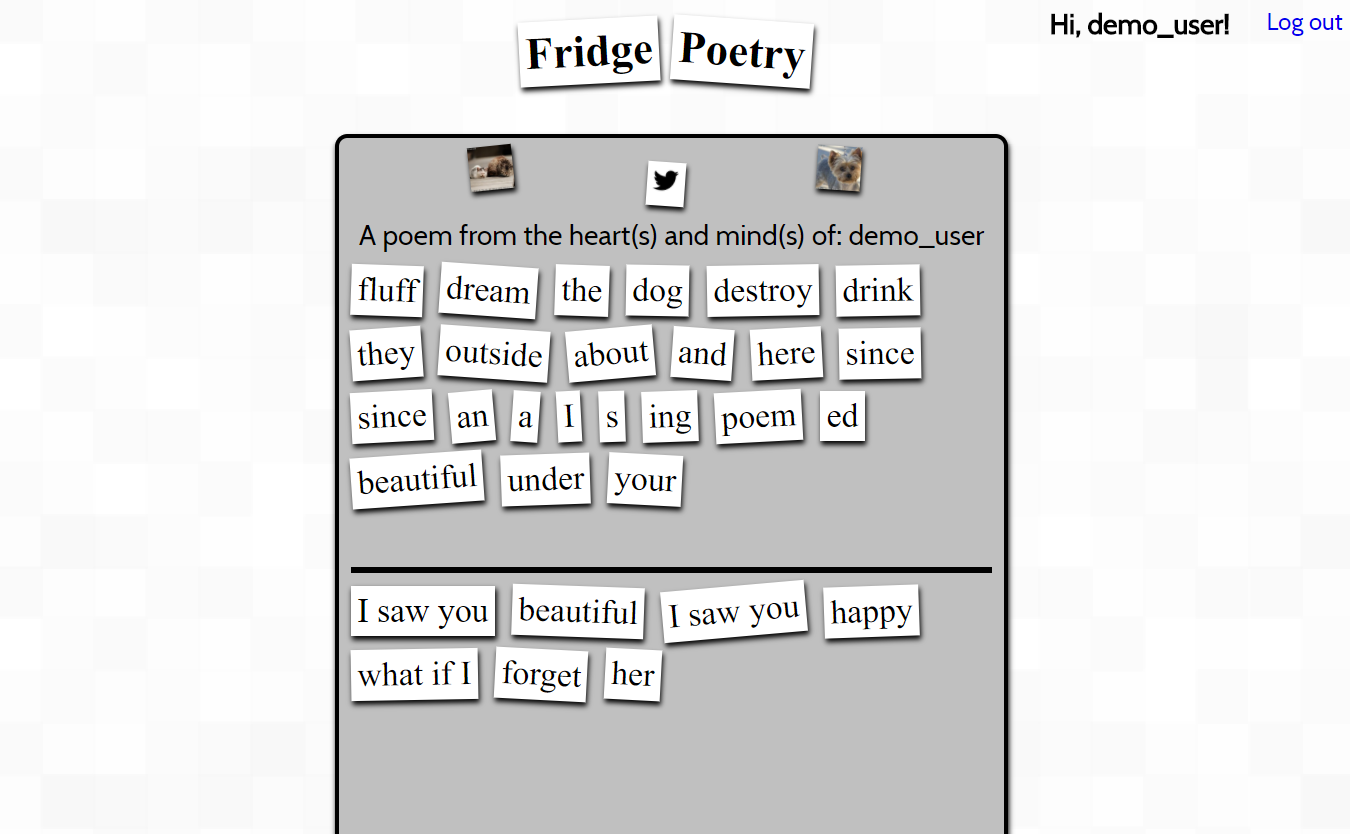 Hi, demo_user! Log out
Fridge Poetry
A poem from the heart(s) and mind(s) of: demo_user
fluff dream the dog destroy drink
they outside about and here since
since an a I s ing poem ed
beautiful under your
I saw you beautiful I saw you happy
what if I forget her